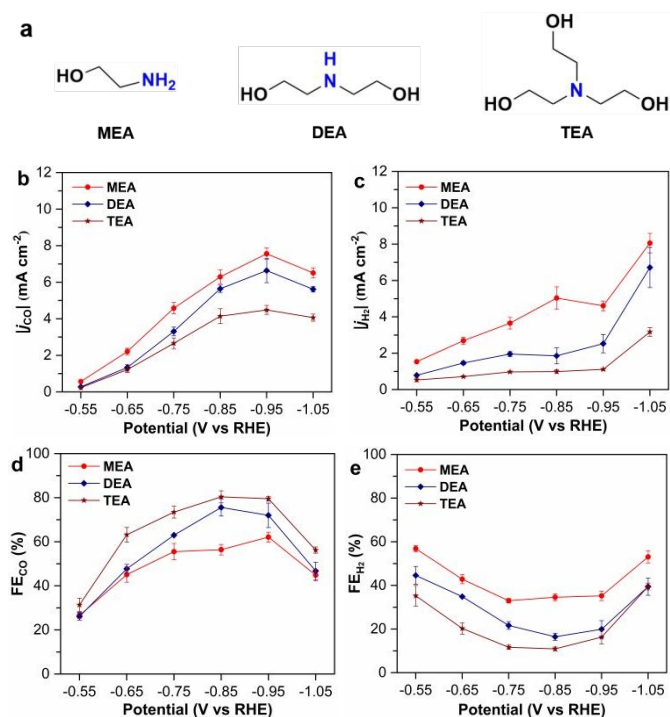 a
HO
NH₂
MEA
H
N
HO
OH
DEA
OH
N
HO
OH
TEA
b
MEA
DEA
TEA
|jCO| (mA cm⁻²)
12
10
8
6
4
2
0
-0.55 -0.65 -0.75 -0.85 -0.95 -1.05
Potential (V vs RHE)
c
MEA
DEA
TEA
|jH₂| (mA cm⁻²)
12
10
8
6
4
2
0
-0.55 -0.65 -0.75 -0.85 -0.95 -1.05
Potential (V vs RHE)
d
MEA
DEA
TEA
FECO (%)
100
80
60
40
20
0
-0.55 -0.65 -0.75 -0.85 -0.95 -1.05
Potential (V vs RHE)
e
MEA
DEA
TEA
FEH₂ (%)
100
80
60
40
20
0
-0.55 -0.65 -0.75 -0.85 -0.95 -1.05
Potential (V vs RHE)